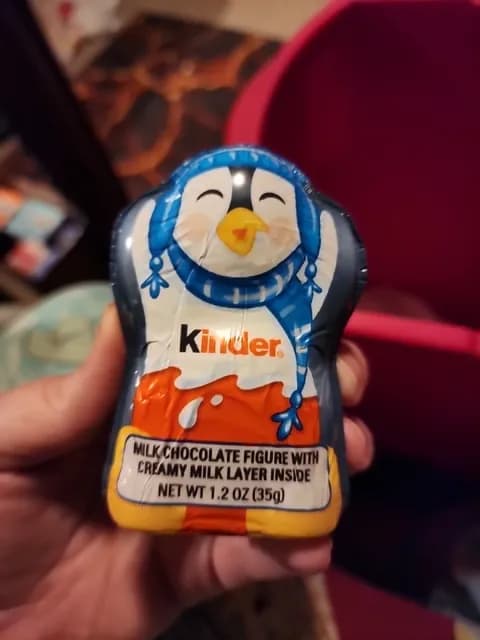 Kinder®
MILK CHOCOLATE FIGURE WITH
CREAMY MILK LAYER INSIDE
NET WT 1.2 OZ (35g)